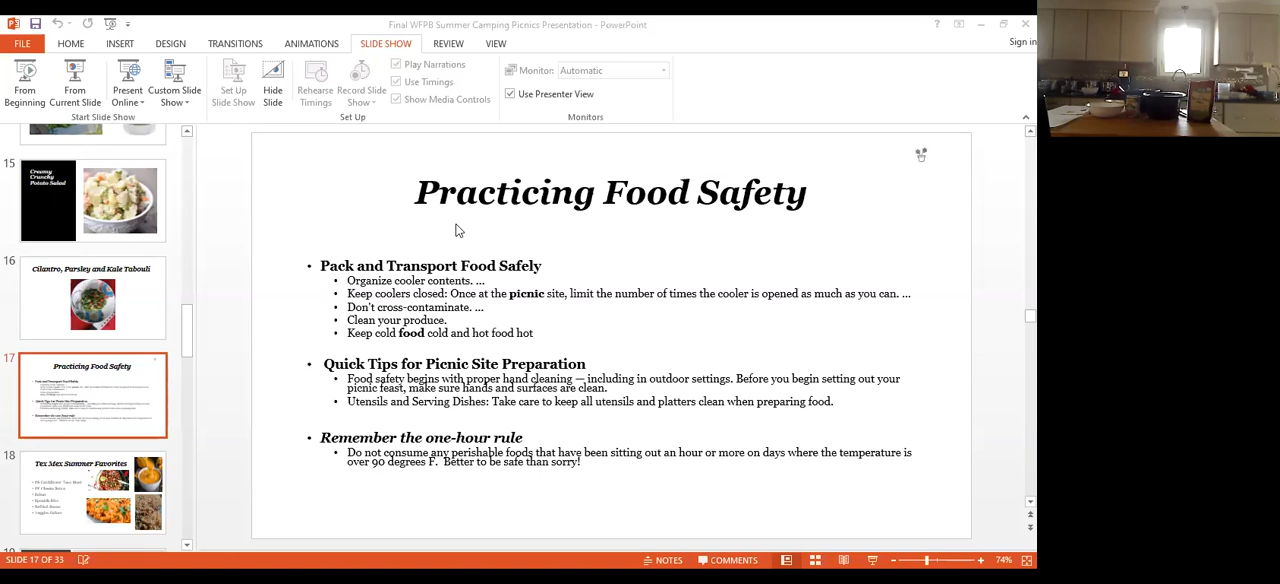 Final WFPB Summer Camping Picnics Presentation - PowerPoint
?
FILE HOME INSERT DESIGN TRANSITIONS ANIMATIONS SLIDE SHOW REVIEW VIEW
Sign in
From Beginning
From Current Slide
Present Online
Custom Slide Show
Set Up Slide Show
Hide Slide
Rehearse Timings
Record Slide Show
Play Narrations
Use Timings
Show Media Controls
Monitor: Automatic
Use Presenter View
Start Slide Show
Set Up
Monitors
15
Creamy
Crunchy
Potato Salad
16
Cilantro, Parsley and Kale Tabouli
17
Practicing Food Safety
18
Tex Mex Summer Favorites
Practicing Food Safety
• Pack and Transport Food Safely
• Organize cooler contents. ...
• Keep coolers closed: Once at the picnic site, limit the number of times the cooler is opened as much as you can. ...
• Don't cross-contaminate. ...
• Clean your produce.
• Keep cold food cold and hot food hot
• Quick Tips for Picnic Site Preparation
• Food safety begins with proper hand cleaning — including in outdoor settings. Before you begin setting out your
picnic feast, make sure hands and surfaces are clean.
• Utensils and Serving Dishes: Take care to keep all utensils and platters clean when preparing food.
• Remember the one-hour rule
• Do not consume any perishable foods that have been sitting out an hour or more on days where the temperature is
over 90 degrees F. Better to be safe than sorry!
SLIDE 17 OF 33
NOTES
COMMENTS
74%